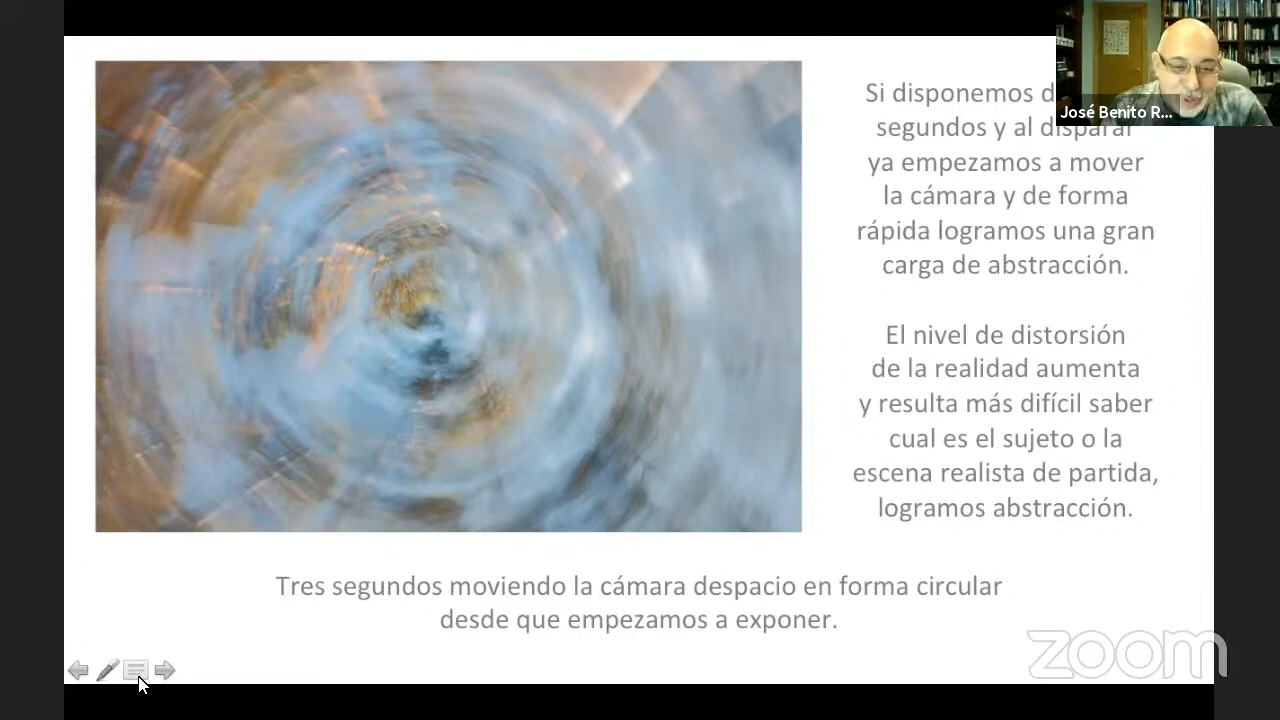 Si disponemos d
segundos y al disparar
ya empezamos a mover
la cámara y de forma
rápida logramos una gran
carga de abstracción.
El nivel de distorsión
de la realidad aumenta
y resulta más difícil saber
cual es el sujeto o la
escena realista de partida,
logramos abstracción.
Tres segundos moviendo la cámara despacio en forma circular
desde que empezamos a exponer.
José Benito R...
zoom